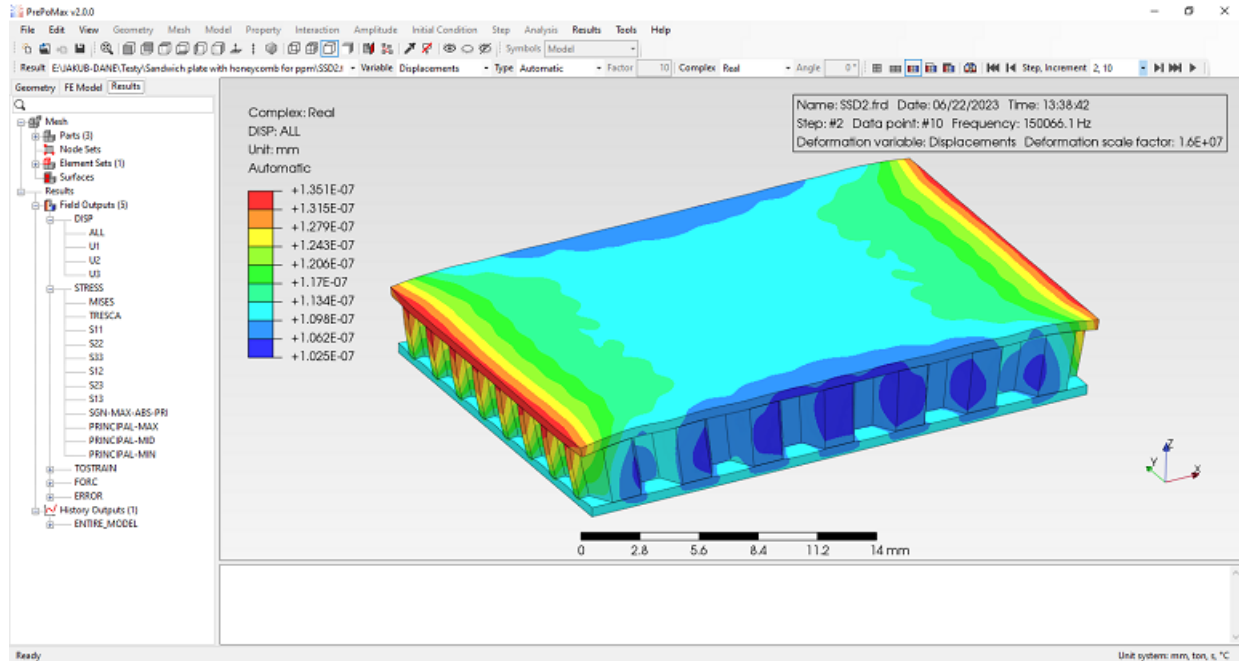 PrePoMax v2.0.0
File Edit View Geometry Mesh Model Property Interaction Amplitude Initial Condition Step Analysis Results Tools Help
Symbols Model
Result E:\JAKUB-DANE\Testy\Sandwich plate with honeycomb for ppm\SSD2.f Variable Displacements Type Automatic Factor 10 Complex Real Angle 0° Step, Increment 2, 10
Geometry FE Model Results
Mesh
Parts (3)
Node Sets
Element Sets (1)
Surfaces
Results
Field Outputs (5)
DISP
ALL
U1
U2
U3
STRESS
MISES
TRESCA
S11
S22
S33
S12
S23
S13
SGN-MAX-ABS-PRI
PRINCIPAL-MAX
PRINCIPAL-MID
PRINCIPAL-MIN
TOSTRAIN
FORC
ERROR
History Outputs (1)
ENTIRE_MODEL
Complex: Real
DISP: ALL
Unit: mm
Automatic
+1.351E-07
+1.315E-07
+1.279E-07
+1.243E-07
+1.206E-07
+1.17E-07
+1.134E-07
+1.098E-07
+1.062E-07
+1.025E-07
Name: SSD2.frd Date: 06/22/2023 Time: 13:38:42
Step: #2 Data point: #10 Frequency: 150066.1 Hz
Deformation variable: Displacements Deformation scale factor: 1.6E+07
Z
Y
X
0 2.8 5.6 8.4 11.2 14 mm
Ready
Unit system: mm, ton, s, °C